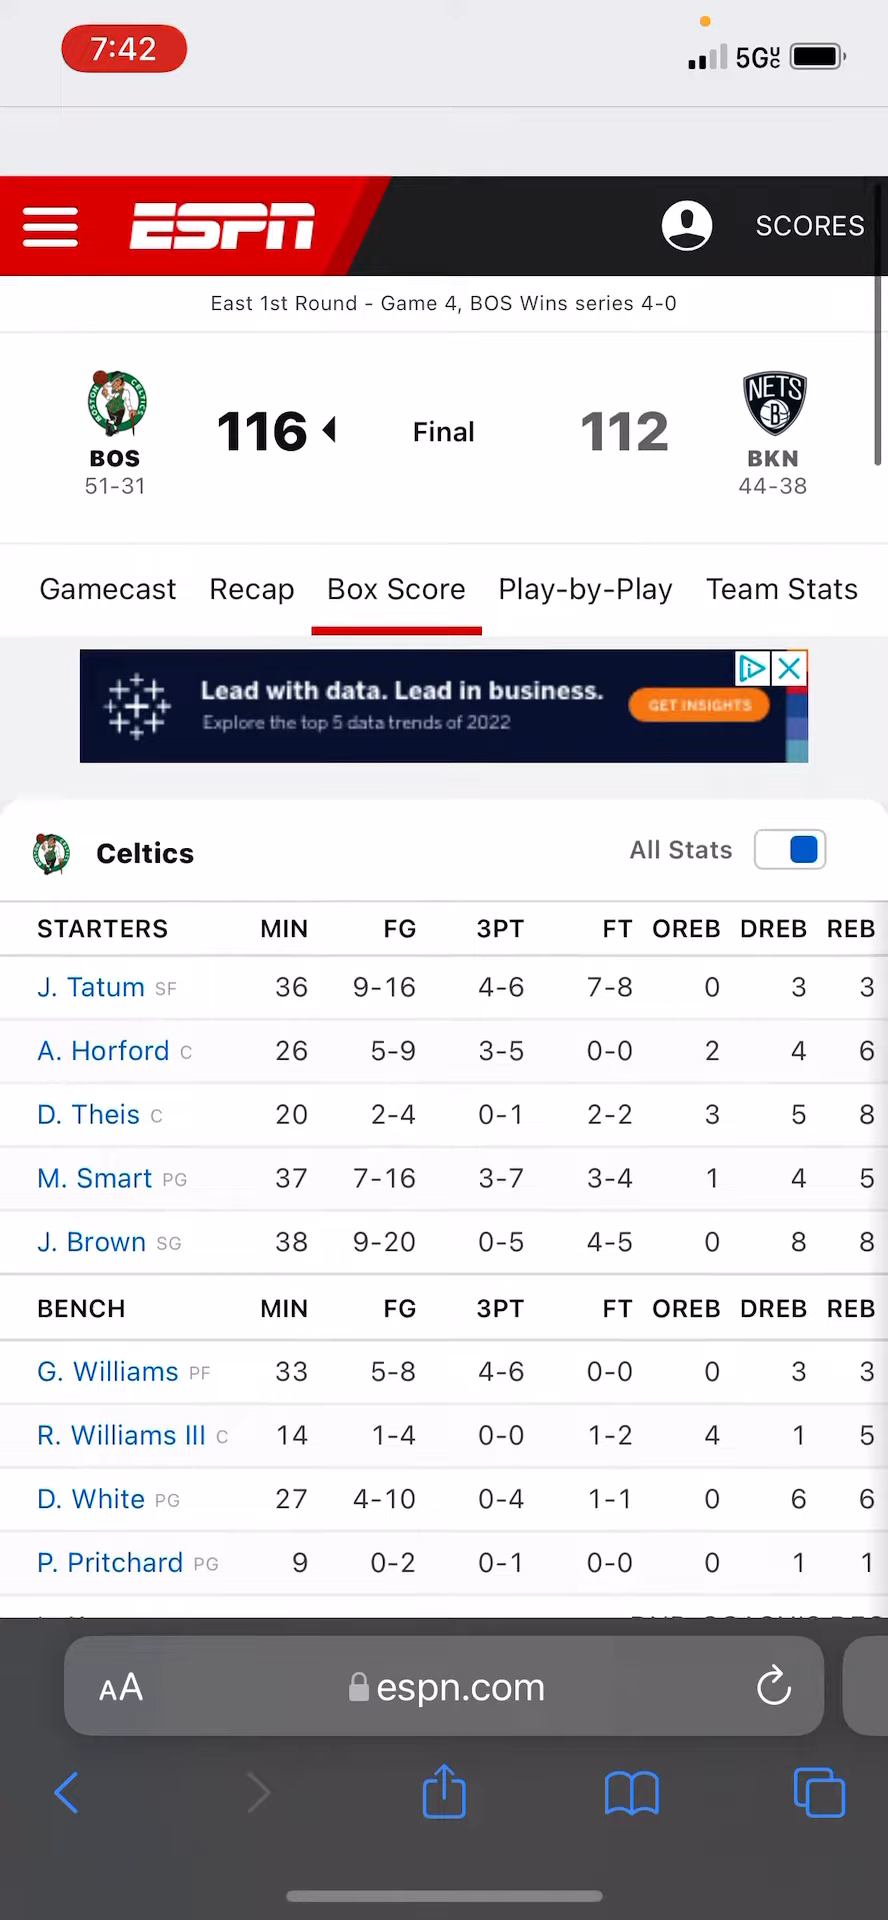 7:42
5G
ESPN
SCORES
East 1st Round - Game 4, BOS Wins series 4-0
BOS
51-31
116
Final
112
NETS
B
BKN
44-38
Gamecast Recap Box Score Play-by-Play Team Stats
Lead with data. Lead in business.
Explore the top 5 data trends of 2022
GET INSIGHTS
Celtics
All Stats
STARTERS MIN FG 3PT FT OREB DREB REB
J. Tatum SF 36 9-16 4-6 7-8 0 3 3
A. Horford C 26 5-9 3-5 0-0 2 4 6
D. Theis C 20 2-4 0-1 2-2 3 5 8
M. Smart PG 37 7-16 3-7 3-4 1 4 5
J. Brown SG 38 9-20 0-5 4-5 0 8 8
BENCH MIN FG 3PT FT OREB DREB REB
G. Williams PF 33 5-8 4-6 0-0 0 3 3
R. Williams III C 14 1-4 0-0 1-2 4 1 5
D. White PG 27 4-10 0-4 1-1 0 6 6
P. Pritchard PG 9 0-2 0-1 0-0 0 1 1
AA
espn.com